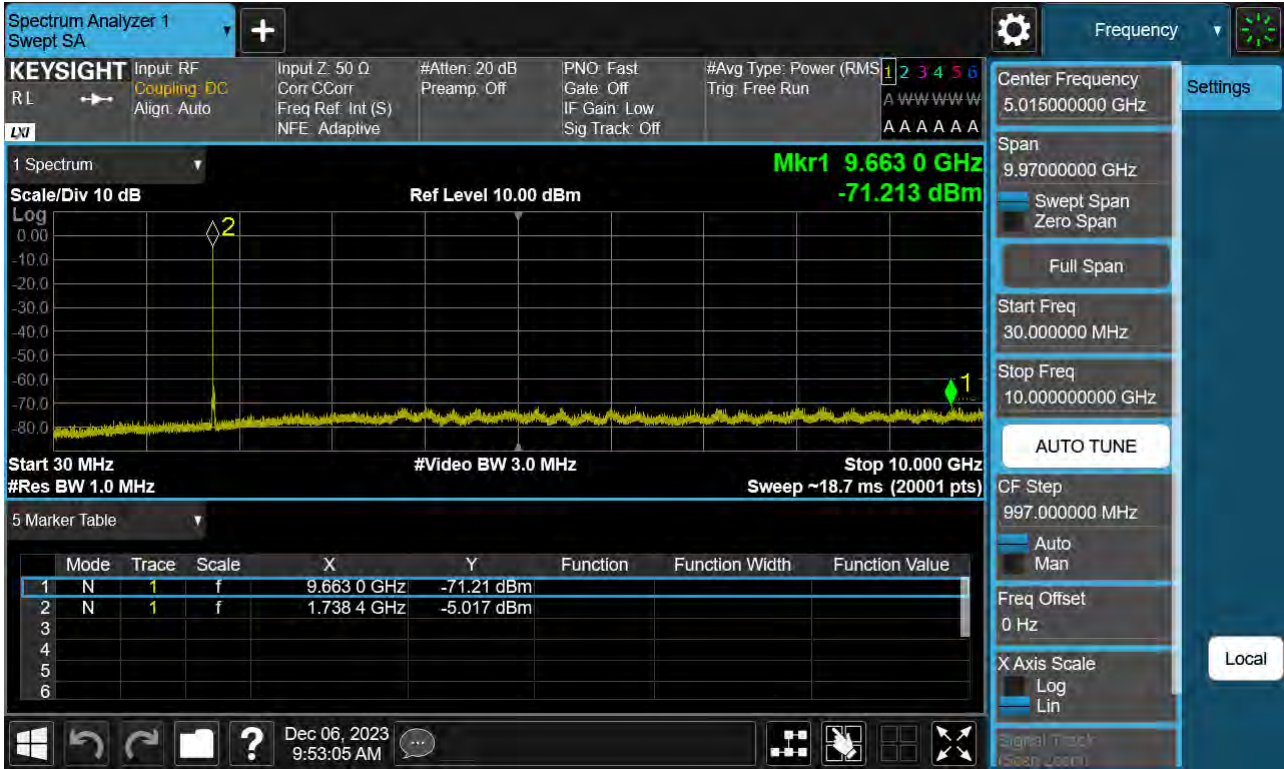 Spectrum Analyzer 1
Swept SA
Frequency
KEYSIGHT
RL
LXI
Input: RF
Coupling: DC
Align: Auto
Input Z: 50 Ω
Corr CCorr
Freq Ref: Int (S)
NFE: Adaptive
#Atten: 20 dB
Preamp: Off
PNO: Fast
Gate: Off
IF Gain: Low
Sig Track: Off
#Avg Type: Power (RMS
Trig: Free Run
1 2 3 4 5 6
A W W W W W
A A A A A A
1 Spectrum
Mkr1 9.663 0 GHz
Scale/Div 10 dB
Ref Level 10.00 dBm
-71.213 dBm
Log
0.00
-10.0
-20.0
-30.0
-40.0
-50.0
-60.0
-70.0
-80.0
2
1
Start 30 MHz
#Video BW 3.0 MHz
Stop 10.000 GHz
#Res BW 1.0 MHz
Sweep ~18.7 ms (20001 pts)
5 Marker Table
Mode Trace Scale X Y Function Function Width Function Value
1 N 1 f 9.663 0 GHz -71.21 dBm
2 N 1 f 1.738 4 GHz -5.017 dBm
3
4
5
6
Dec 06, 2023
9:53:05 AM
Center Frequency
5.015000000 GHz
Settings
Span
9.97000000 GHz
Swept Span
Zero Span
Full Span
Start Freq
30.000000 MHz
Stop Freq
10.000000000 GHz
AUTO TUNE
CF Step
997.000000 MHz
Auto
Man
Freq Offset
0 Hz
X Axis Scale
Log
Lin
Local
Signal Track
(Span Zoom)